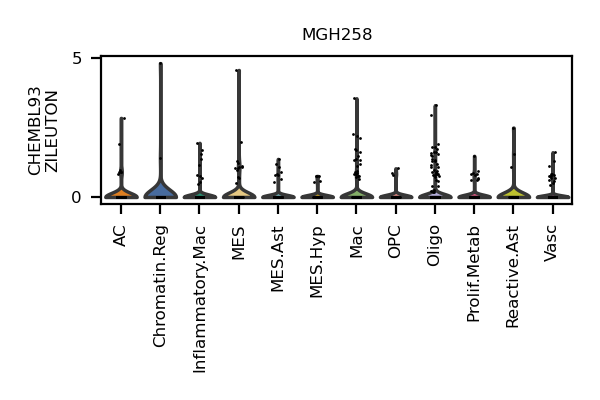 MGH258
CHEMBL93
ZILEUTON
5
0
AC
Chromatin.Reg
Inflammatory.Mac
MES
MES.Ast
MES.Hyp
Mac
OPC
Oligo
Prolif.Metab
Reactive.Ast
Vasc